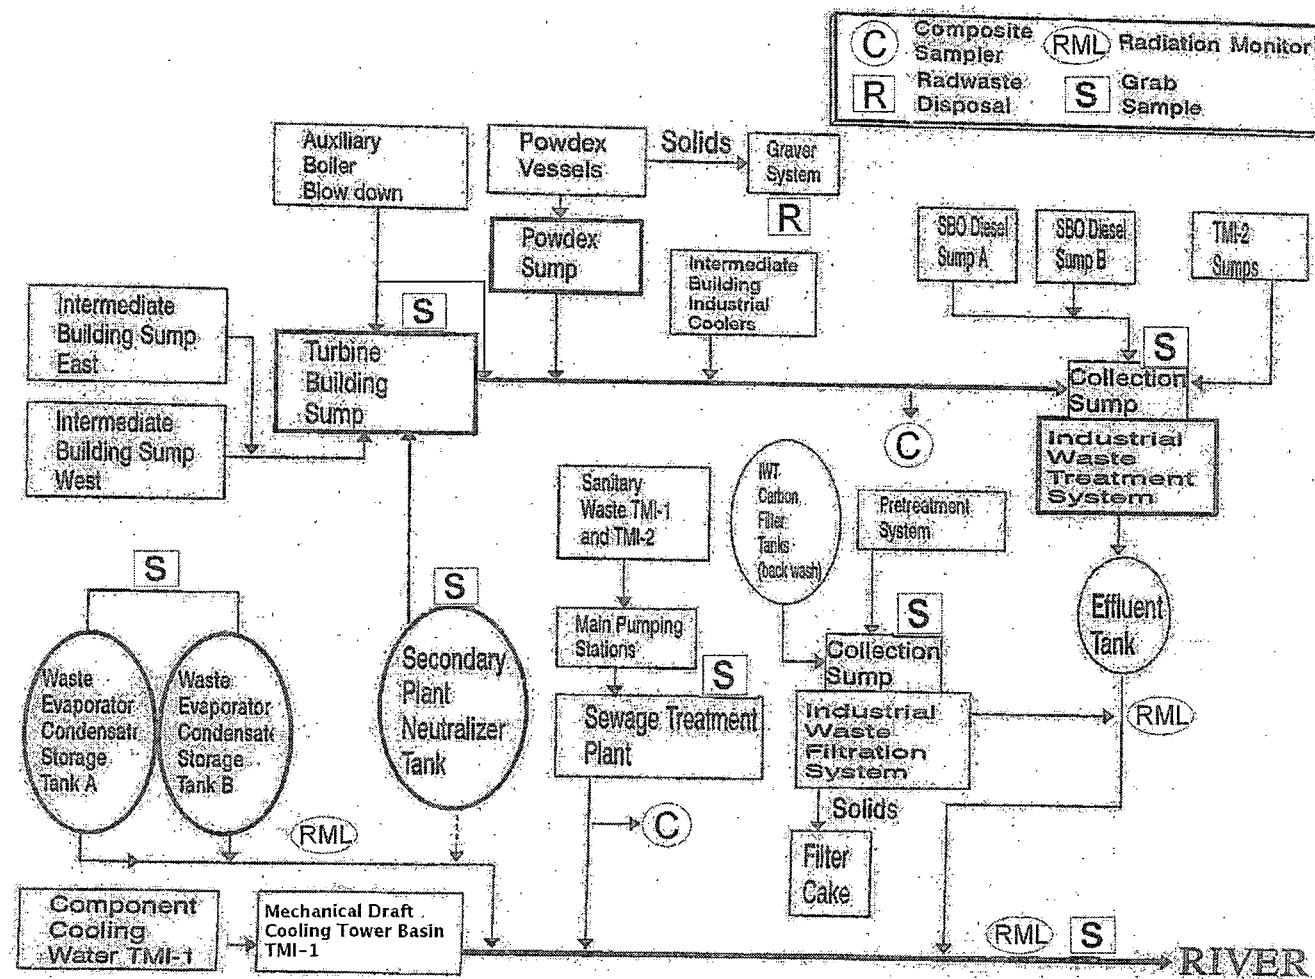 C
Composite
Sampler
RML
Radiation Monitor
R
Radwaste
Disposal
S
Grab
Sample
Auxiliary
Boiler
Blow down
Powdex
Vessels
Solids
Graver
System
R
Powdex
Sump
Intermediate
Building
Industrial
Coolers
SBO Diesel
Sump A
SBO Diesel
Sump B
TMI-2
Sumps
Intermediate
Building Sump
East
S
Turbine
Building
Sump
S
Collection
Sump
Intermediate
Building Sump
West
C
Industrial
Waste
Treatment
System
Sanitary
Waste TMI-1
and TMI-2
IWT
Carbon
Filter
Tanks
(back wash)
Pretreatment
System
S
S
Main Pumping
Stations
S
Effluent
Tank
Waste
Evaporator
Condensate
Storage
Tank A
Waste
Evaporator
Condensate
Storage
Tank B
Secondary
Plant
Neutralizer
Tank
S
Sewage Treatment
Plant
Collection
Sump
Industrial
Waste
Filtration
System
RML
Solids
RML
C
Filter
Cake
Component
Cooling
Water TMI-1
Mechanical Draft
Cooling Tower Basin
TMI-1
RML
S
RIVER